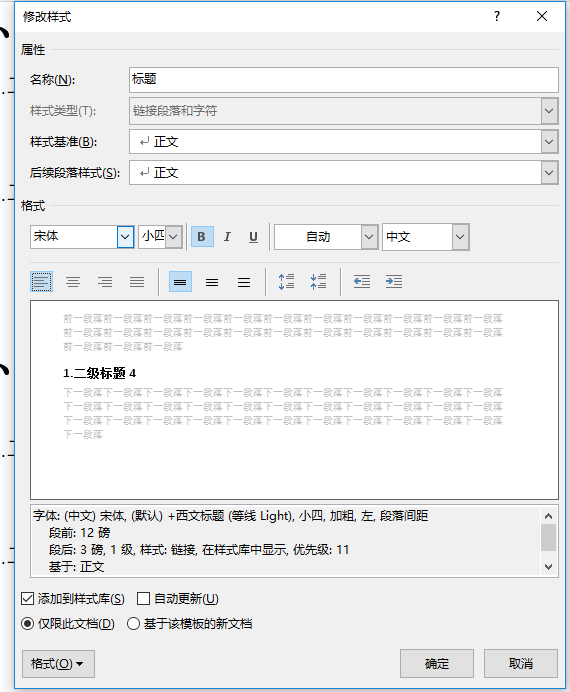 修改样式
?
属性
名称(N): 标题
样式类型(T): 链接段落和字符
样式基准(B): 正文
后续段落样式(S): 正文
格式
宋体 小四 B I U 自动 中文
前一段落前一段落前一段落前一段落前一段落前一段落前一段落前一段落前一段落前一段落前一段落
前一段落前一段落前一段落前一段落前一段落前一段落前一段落前一段落前一段落前一段落前一段落
前一段落前一段落前一段落
1.二级标题 4
下一段落下一段落下一段落下一段落下一段落下一段落下一段落下一段落下一段落下一段落下一段落
下一段落下一段落下一段落下一段落下一段落下一段落下一段落下一段落下一段落下一段落下一段落
下一段落下一段落下一段落下一段落下一段落下一段落下一段落下一段落下一段落下一段落下一段落
下一段落
字体: (中文) 宋体, (默认) +西文标题 (等线 Light), 小四, 加粗, 左, 段落间距
段前: 12 磅
段后: 3 磅, 1 级, 样式: 链接, 在样式库中显示, 优先级: 11
基于: 正文
添加到样式库(S) 自动更新(U)
仅限此文档(D) 基于该模板的新文档
格式(O) 确定 取消